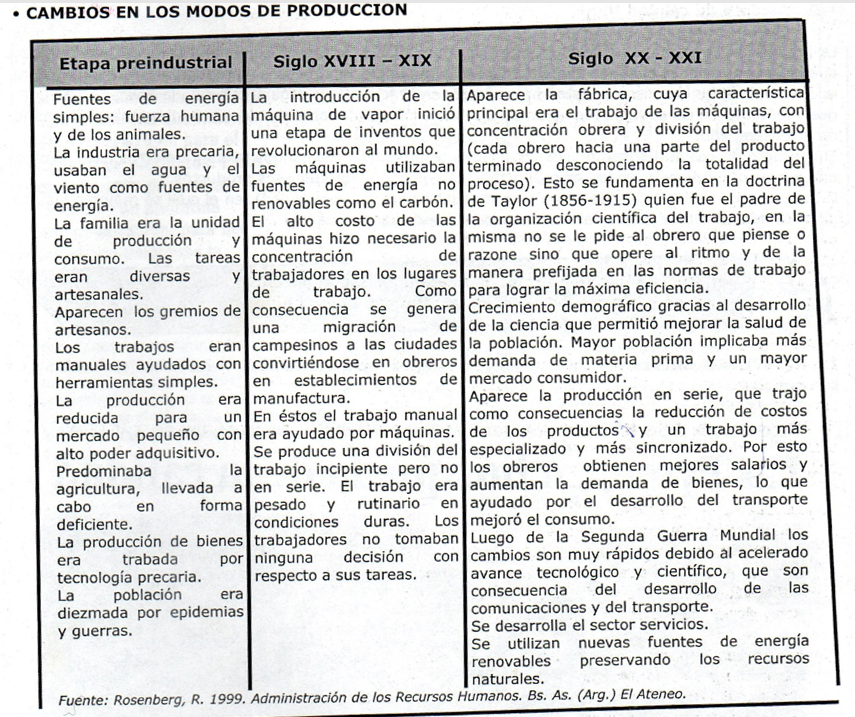 • CAMBIOS EN LOS MODOS DE PRODUCCION
Etapa preindustrial
Fuentes de energía
simples: fuerza humana
y de los animales.
La industria era precaria,
usaban el agua y el
viento como fuentes de
energía.
La familia era la unidad
de producción y
consumo. Las tareas
eran diversas y
artesanales.
Aparecen los gremios de
artesanos.
Los trabajos eran
manuales ayudados con
herramientas simples.
La producción era
reducida para un
mercado pequeño con
alto poder adquisitivo.
Predominaba la
agricultura, llevada a
cabo en forma
deficiente.
La producción de bienes
era trabada por
tecnología precaria.
La población era
diezmada por epidemias
y guerras.
Siglo XVIII – XIX
La introducción de la
máquina de vapor inició
una etapa de inventos que
revolucionaron al mundo.
Las máquinas utilizaban
fuentes de energía no
renovables como el carbón.
El alto costo de las
máquinas hizo necesario la
concentración de
trabajadores en los lugares
de trabajo. Como
consecuencia se genera
una migración de
campesinos a las ciudades
convirtiéndose en obreros
en establecimientos de
manufactura.
En éstos el trabajo manual
era ayudado por máquinas.
Se produce una división del
trabajo incipiente pero no
en serie. El trabajo era
pesado y rutinario en
condiciones duras. Los
trabajadores no tomaban
ninguna decisión con
respecto a sus tareas.
Siglo XX - XXI
Aparece la fábrica, cuya característica
principal era el trabajo de las máquinas, con
concentración obrera y división del trabajo
(cada obrero hacia una parte del producto
terminado desconociendo la totalidad del
proceso). Esto se fundamenta en la doctrina
de Taylor (1856-1915) quien fue el padre de
la organización científica del trabajo, en la
misma no se le pide al obrero que piense o
razone sino que opere al ritmo y de la
manera prefijada en las normas de trabajo
para lograr la máxima eficiencia.
Crecimiento demográfico gracias al desarrollo
de la ciencia que permitió mejorar la salud de
la población. Mayor población implicaba más
demanda de materia prima y un mayor
mercado consumidor.
Aparece la producción en serie, que trajo
como consecuencias la reducción de costos
de los productos y un trabajo más
especializado y más sincronizado. Por esto
los obreros obtienen mejores salarios y
aumentan la demanda de bienes, lo que
ayudado por el desarrollo del transporte
mejoró el consumo.
Luego de la Segunda Guerra Mundial los
cambios son muy rápidos debido al acelerado
avance tecnológico y científico, que son
consecuencia del desarrollo de las
comunicaciones y del transporte.
Se desarrolla el sector servicios.
Se utilizan nuevas fuentes de energía
renovables preservando los recursos
naturales.
Fuente: Rosenberg, R. 1999. Administración de los Recursos Humanos. Bs. As. (Arg.) El Ateneo.